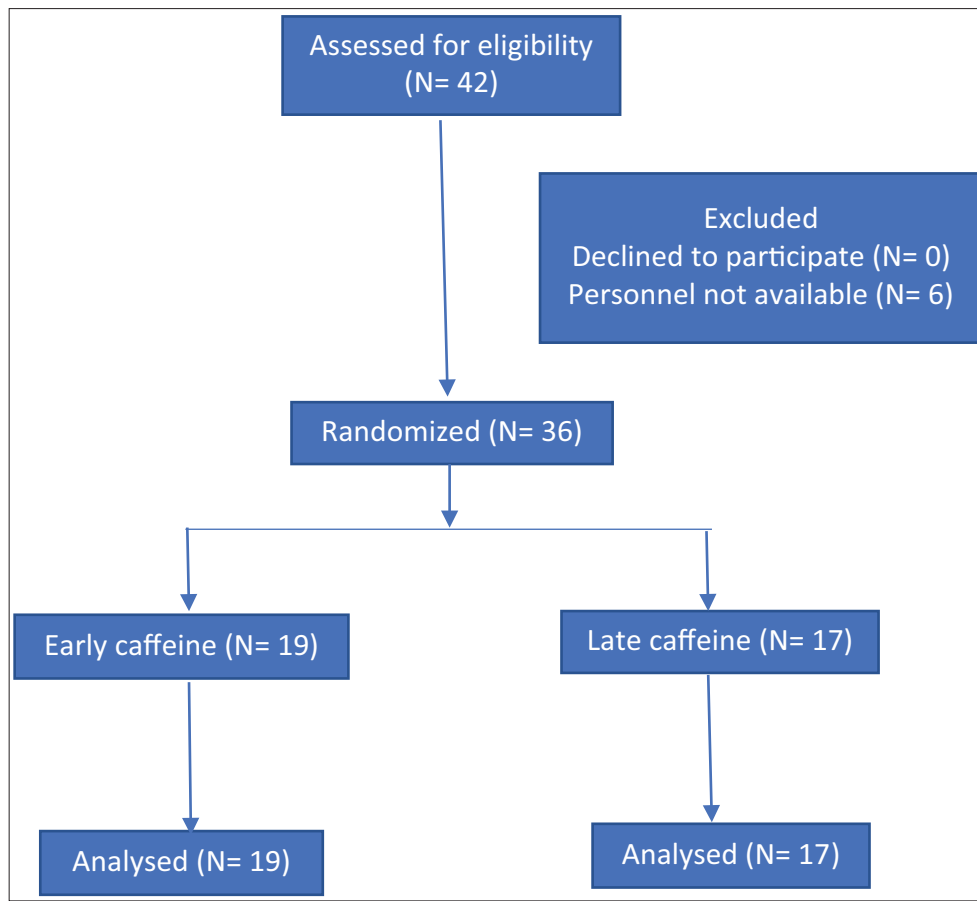 Assessed for eligibility
(N= 42)
Excluded
Declined to participate (N= 0)
Personnel not available (N= 6)
Randomized (N= 36)
Early caffeine (N= 19)
Late caffeine (N= 17)
Analysed (N= 19)
Analysed (N= 17)